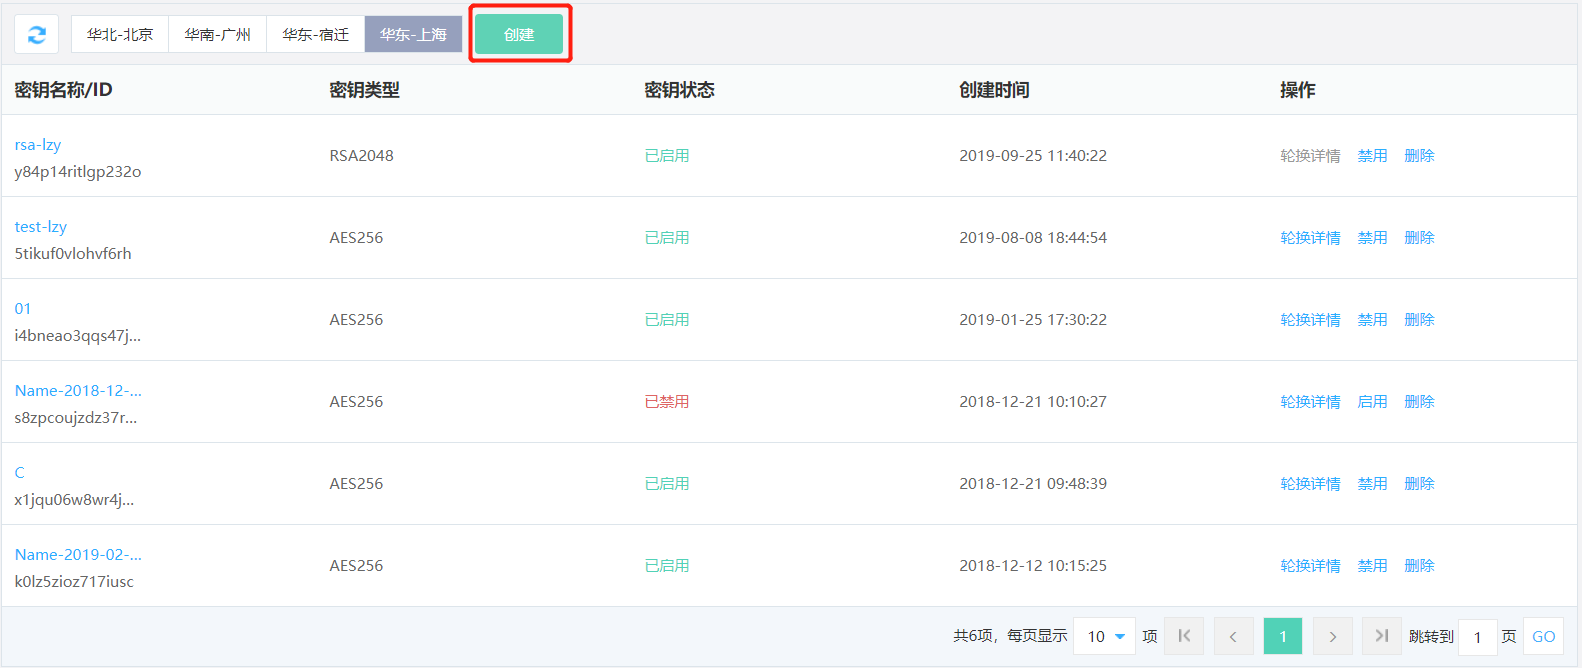 华北-北京 华南-广州 华东-宿迁 华东-上海 创建
密钥名称/ID 密钥类型 密钥状态 创建时间 操作
rsa-lzy
y84p14ritlgp232o RSA2048 已启用 2019-09-25 11:40:22 轮换详情 禁用 删除
test-lzy
5tikuf0vlohvf6rh AES256 已启用 2019-08-08 18:44:54 轮换详情 禁用 删除
01
i4bneao3qqs47j... AES256 已启用 2019-01-25 17:30:22 轮换详情 禁用 删除
Name-2018-12-...
s8zpcoujzdz37r... AES256 已禁用 2018-12-21 10:10:27 轮换详情 启用 删除
C
x1jqu06w8wr4j... AES256 已启用 2018-12-21 09:48:39 轮换详情 禁用 删除
Name-2019-02-...
k0lz5zioz717iusc AES256 已启用 2018-12-12 10:15:25 轮换详情 禁用 删除
共6项，每页显示 10 项 1 跳转到 1 页 GO